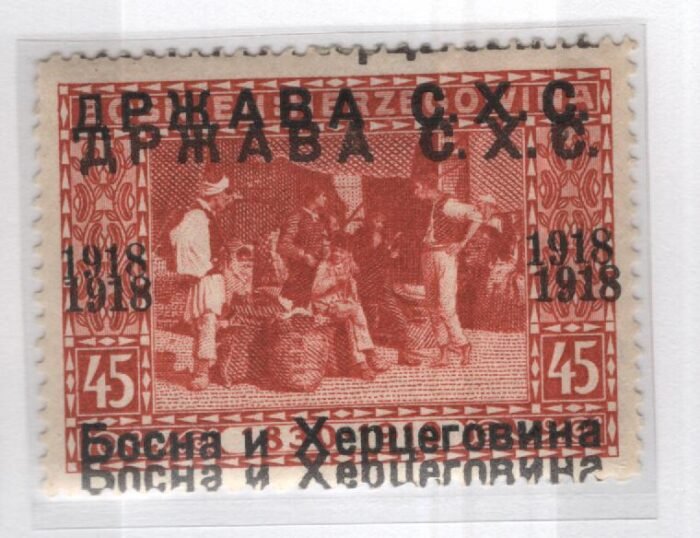 ДРЖАВА С.Х.С.
ДРЖАВА С.Х.С.
1918 1918
1918 1918
45 45
Босна и Херцеговина
Босна и Херцеговина